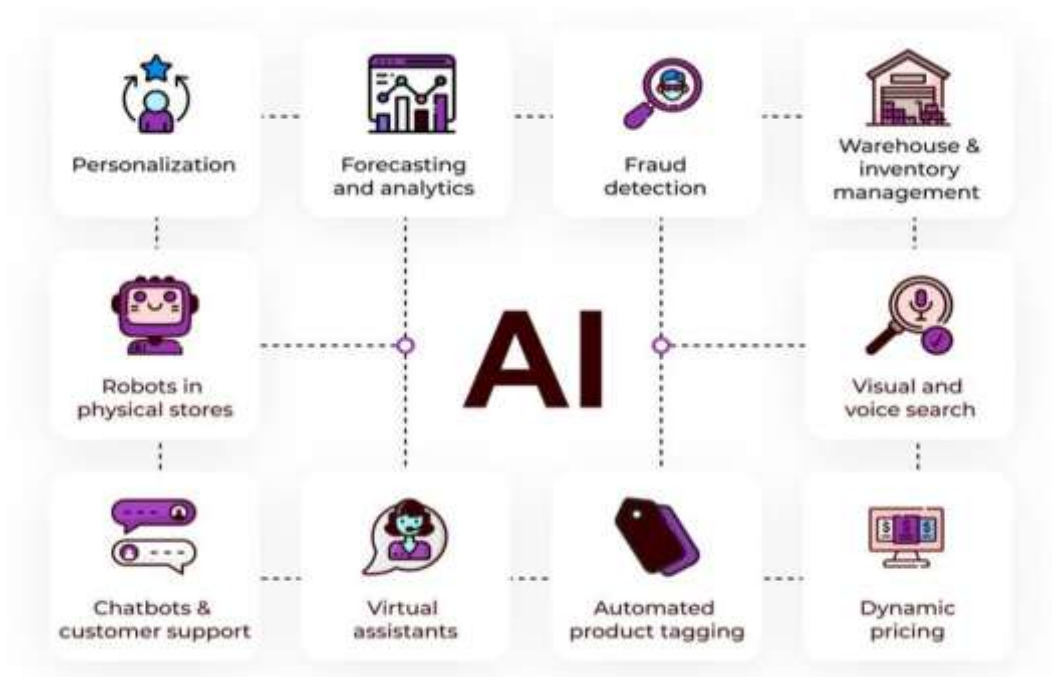 Personalization
Forecasting
and analytics
Fraud
detection
Warehouse &
inventory
management
Robots in
physical stores
AI
Visual and
voice search
Chatbots &
customer support
Virtual
assistants
Automated
product tagging
Dynamic
pricing